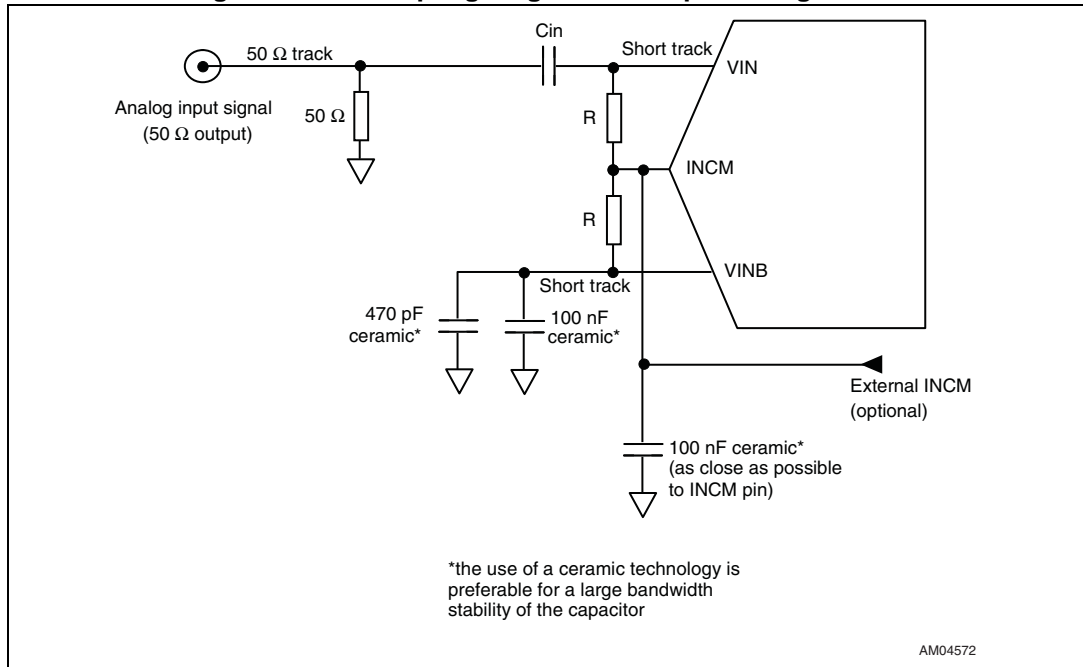 Cin
50 Ω track
Short track
VIN
Analog input signal
(50 Ω output)
50 Ω
R
INCM
R
VINB
Short track
470 pF
ceramic*
100 nF
ceramic*
External INCM
(optional)
100 nF ceramic*
(as close as possible
to INCM pin)
*the use of a ceramic technology is
preferable for a large bandwidth
stability of the capacitor
AM04572